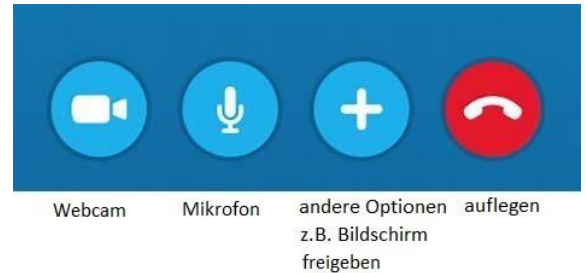 Webcam Mikrofon andere Optionen auflegen
z.B. Bildschirm
freigeben